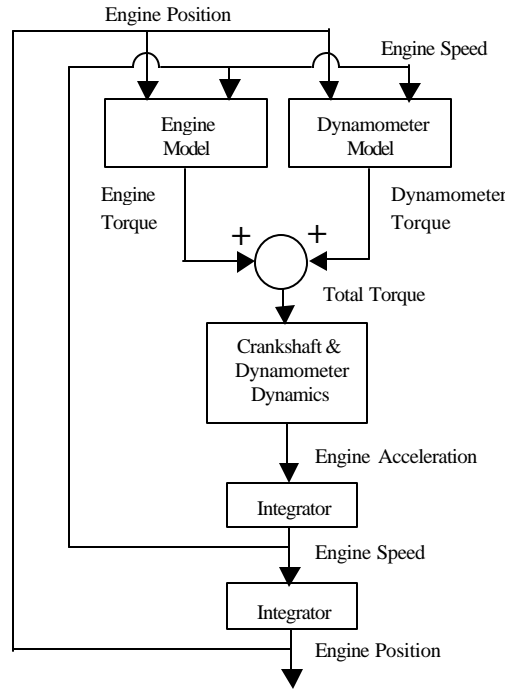 Engine Position
Engine Speed
Engine
Model
Dynamometer
Model
Engine
Torque
Dynamometer
Torque
+
+
Total Torque
Crankshaft &
Dynamometer
Dynamics
Engine Acceleration
Integrator
Engine Speed
Integrator
Engine Position